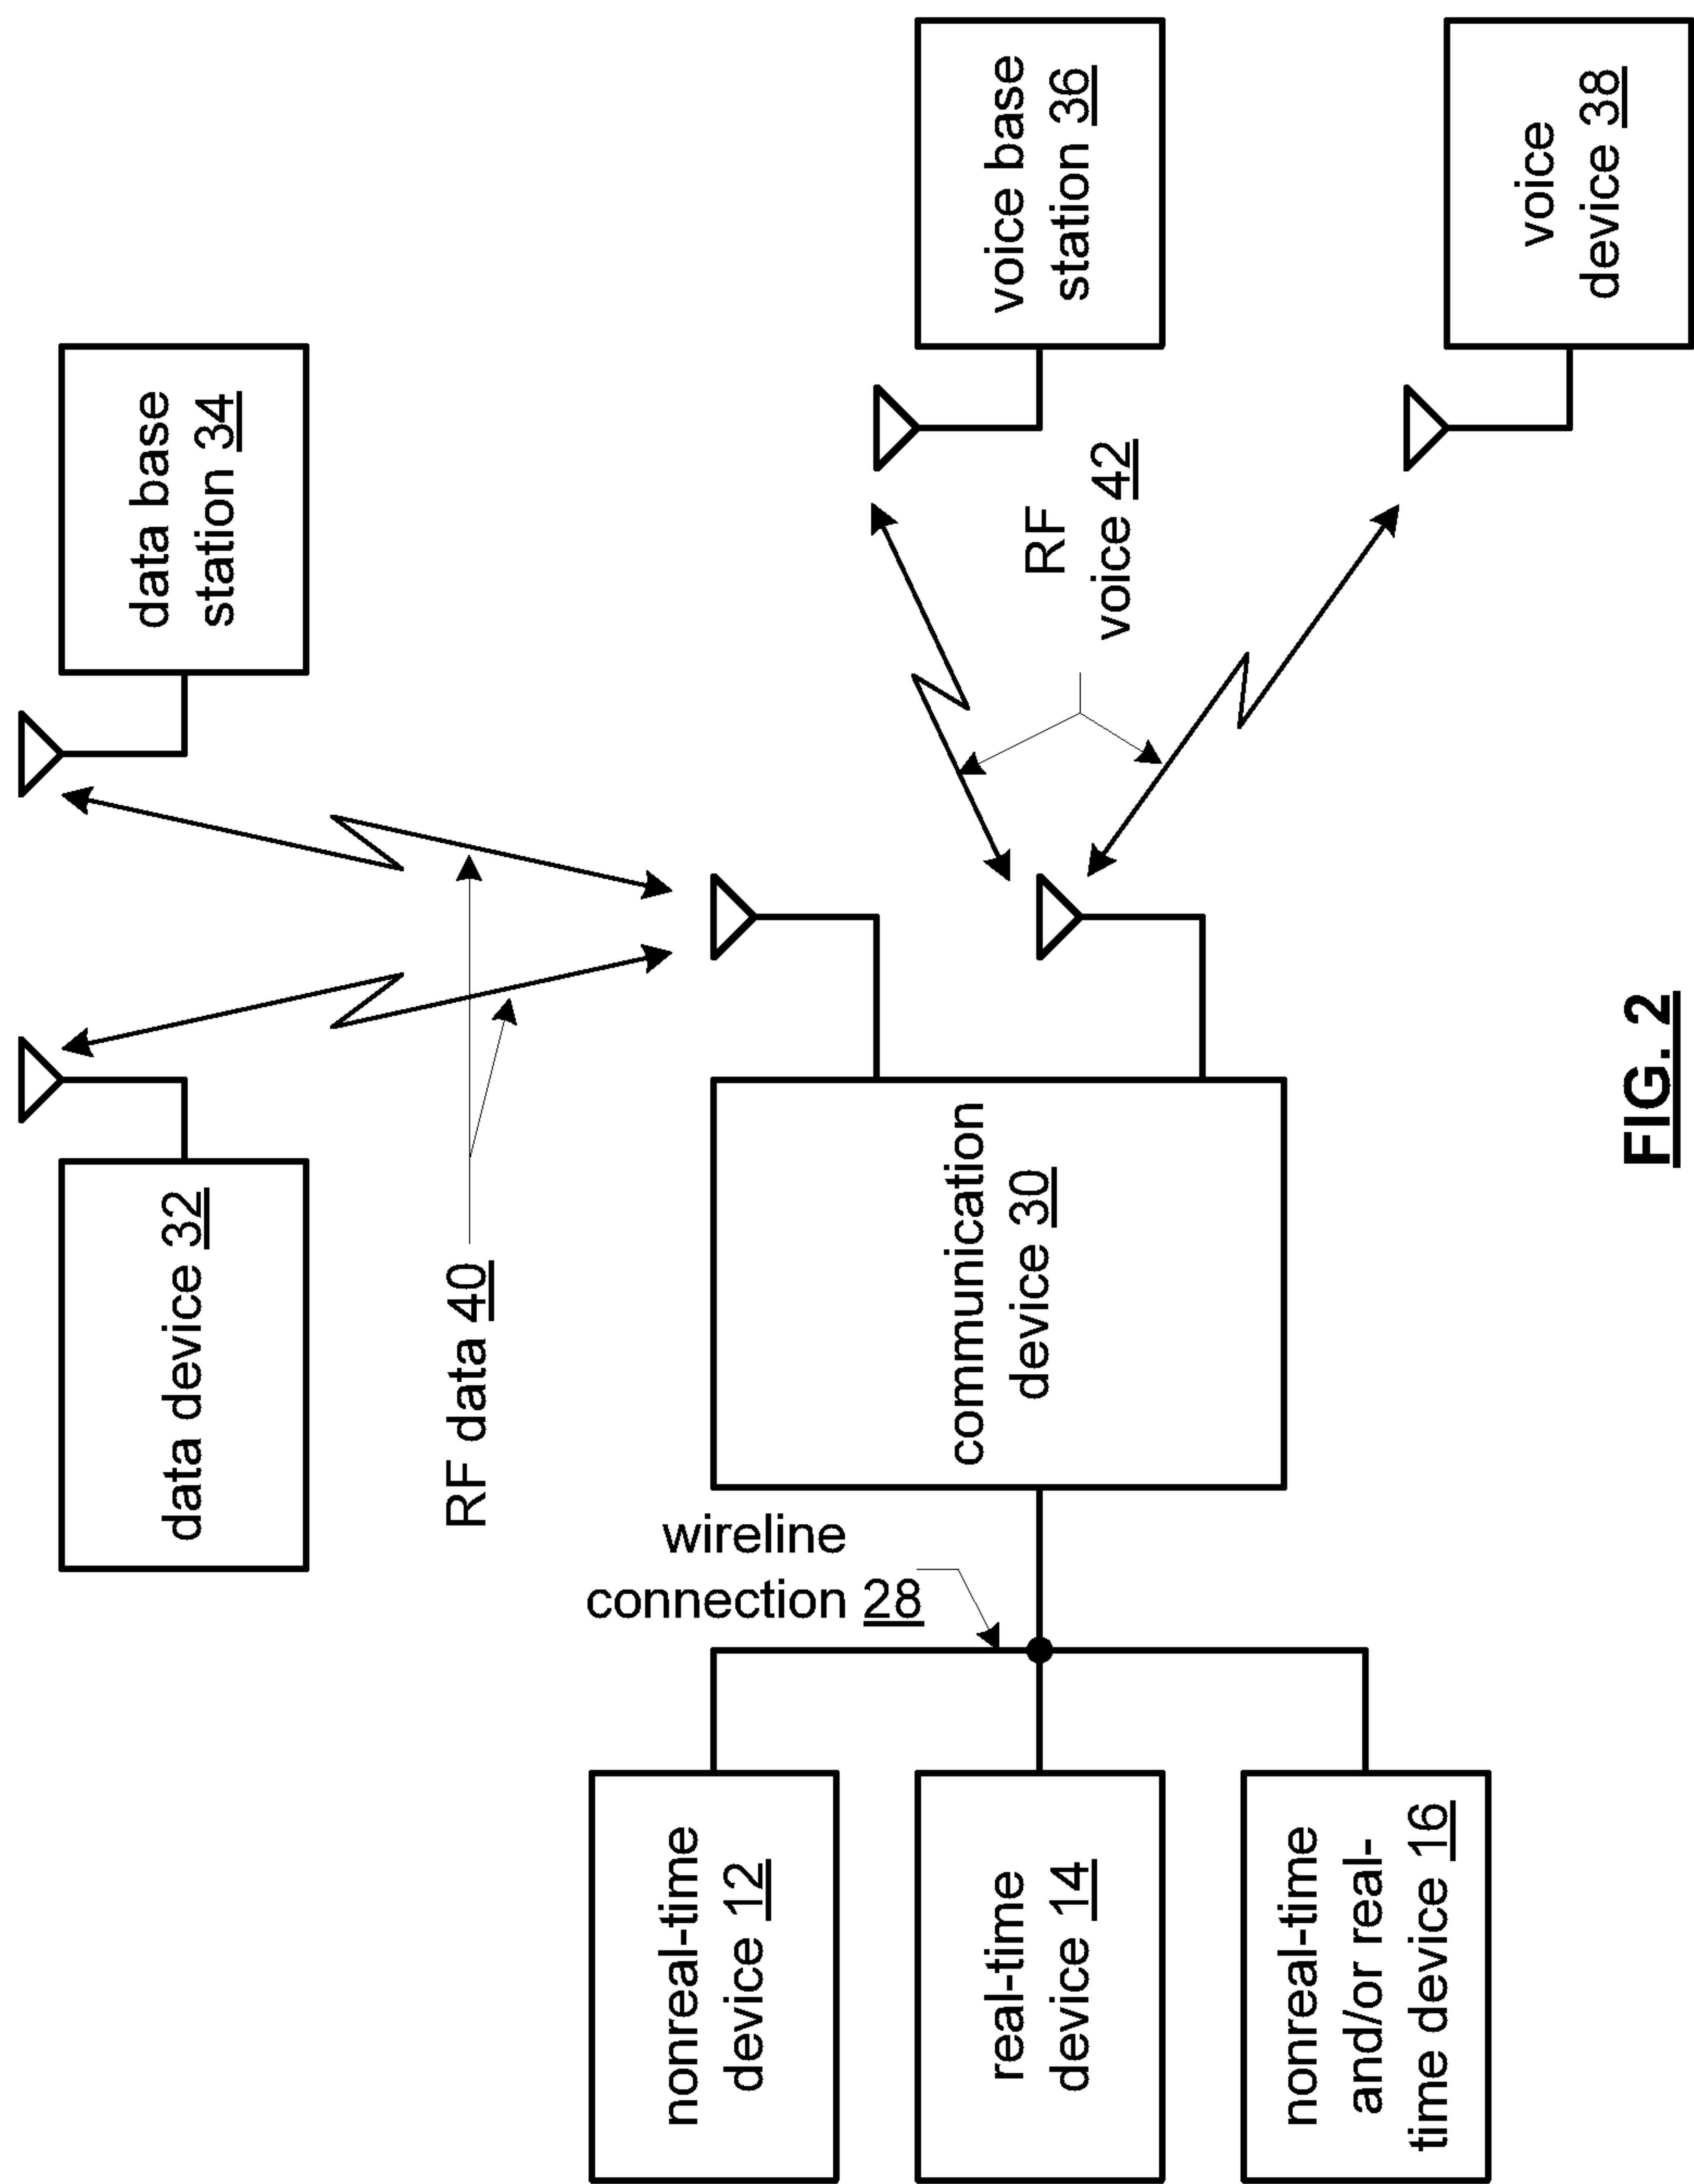 data device 32
data base
station 34
RF data 40
wireline
connection 28
nonreal-time
device 12
communication
device 30
RF
voice 42
voice base
station 36
real-time
device 14
nonreal-time
and/or real-
time device 16
voice
device 38
FIG. 2